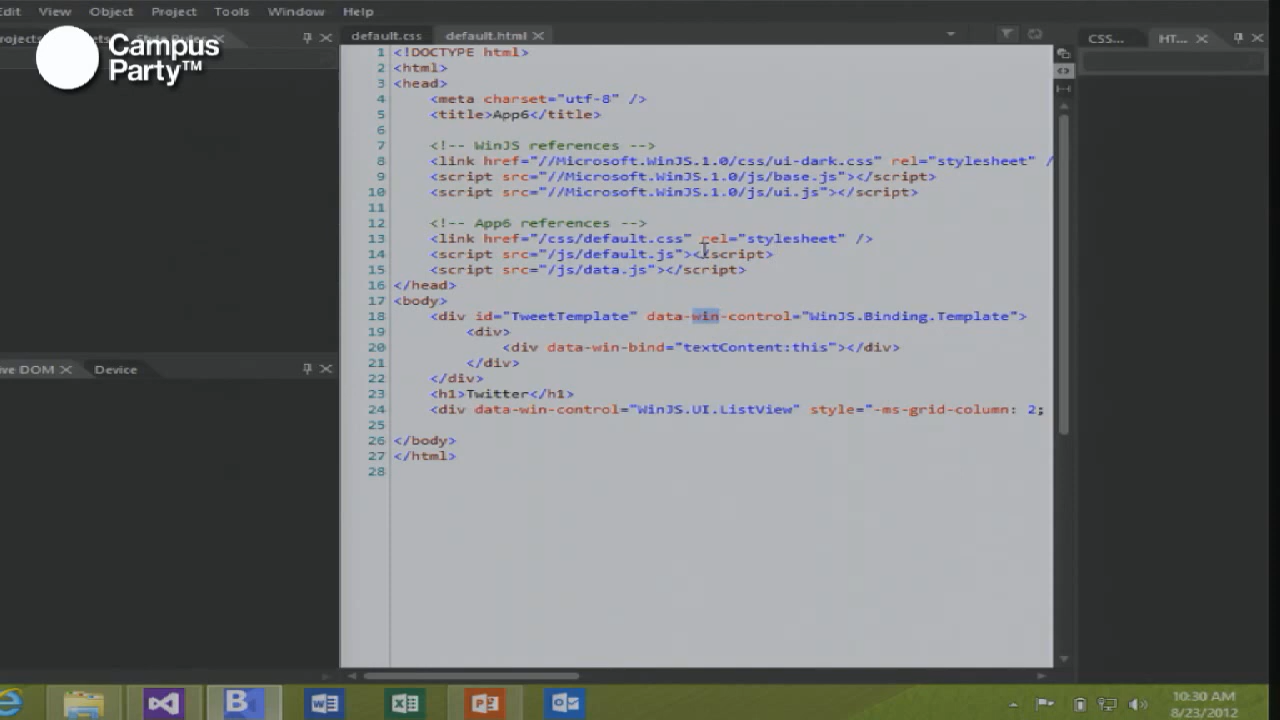 Edit View Object Project Tools Window Help
default.css default.html
CSS... HT...
Campus
Party™
1 <!DOCTYPE html>
2 <html>
3 <head>
4 <meta charset="utf-8" />
5 <title>App6</title>
6
7 <!-- WinJS references -->
8 <link href="//Microsoft.WinJS.1.0/css/ui-dark.css" rel="stylesheet" /
9 <script src="//Microsoft.WinJS.1.0/js/base.js"></script>
10 <script src="//Microsoft.WinJS.1.0/js/ui.js"></script>
11
12 <!-- App6 references -->
13 <link href="/css/default.css" rel="stylesheet" />
14 <script src="/js/default.js"></script>
15 <script src="/js/data.js"></script>
16 </head>
17 <body>
18 <div id="TweetTemplate" data-win-control="WinJS.Binding.Template">
19 <div>
20 <div data-win-bind="textContent:this"></div>
21 </div>
22 </div>
23 <h1>Twitter</h1>
24 <div data-win-control="WinJS.UI.ListView" style="-ms-grid-column: 2;
25
26 </body>
27 </html>
28
ive DOM Device
10:30 AM
8/23/2012